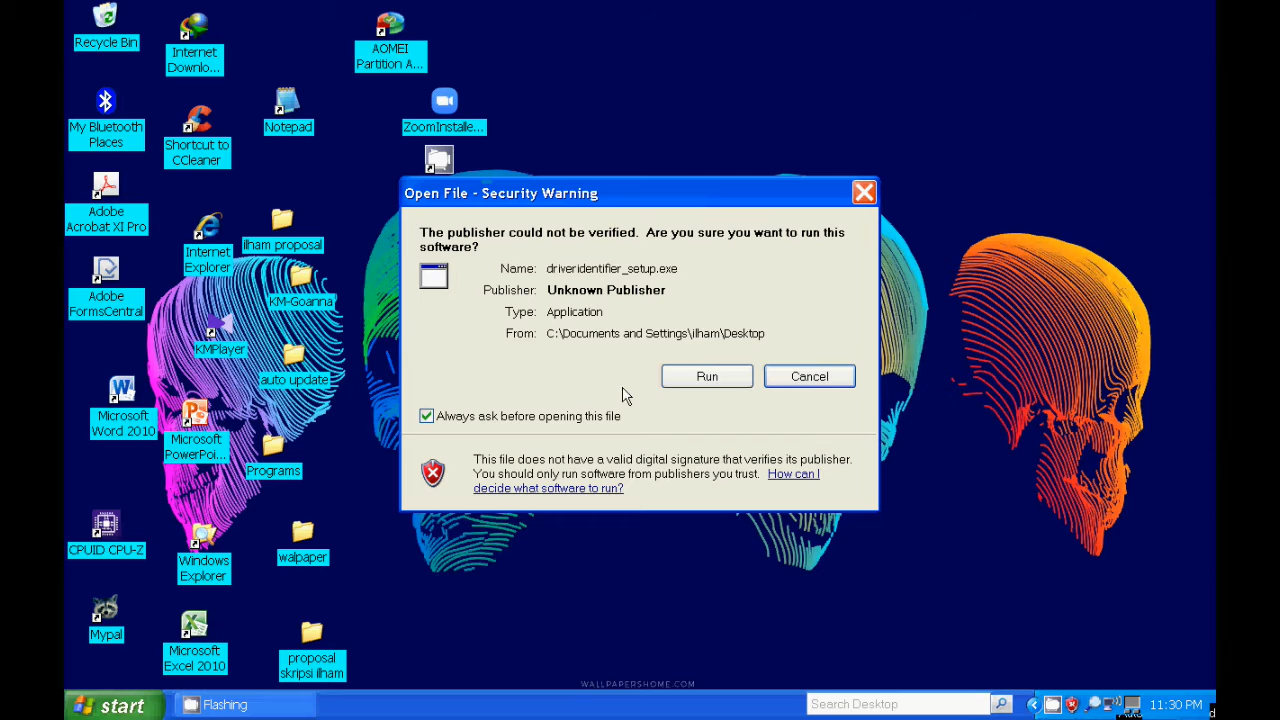 Recycle Bin
Internet
Downlo...
AOMEI
Partition A...
My Bluetooth
Places
Shortcut to
CCleaner
Notepad
ZoomInstalle...
Adobe
Acrobat XI Pro
Internet
Explorer
ilham proposal
Adobe
FormsCentral
KM-Goanna
KMPlayer
auto update
Microsoft
Word 2010
Microsoft
PowerPoi...
Programs
CPUID CPU-Z
Windows
Explorer
walpaper
Mypal
Microsoft
Excel 2010
proposal
skripsi ilham
Open File - Security Warning
The publisher could not be verified. Are you sure you want to run this
software?
Name: driveridentifier_setup.exe
Publisher: Unknown Publisher
Type: Application
From: C:\Documents and Settings\ilham\Desktop
Run Cancel
Always ask before opening this file
This file does not have a valid digital signature that verifies its publisher.
You should only run software from publishers you trust. How can I
decide what software to run?
WALLPAPERSHOME.COM
start Flashing Search Desktop 11:30 PM